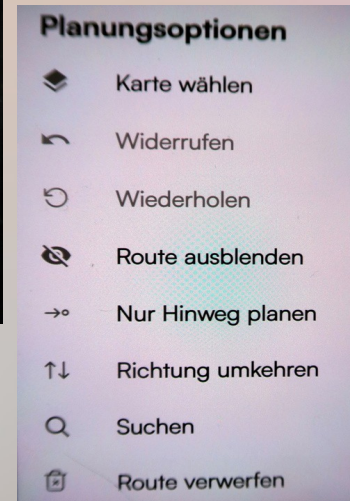 Planungsoptionen
Karte wählen
Widerrufen
Wiederholen
Route ausblenden
Nur Hinweg planen
Richtung umkehren
Suchen
Route verwerfen